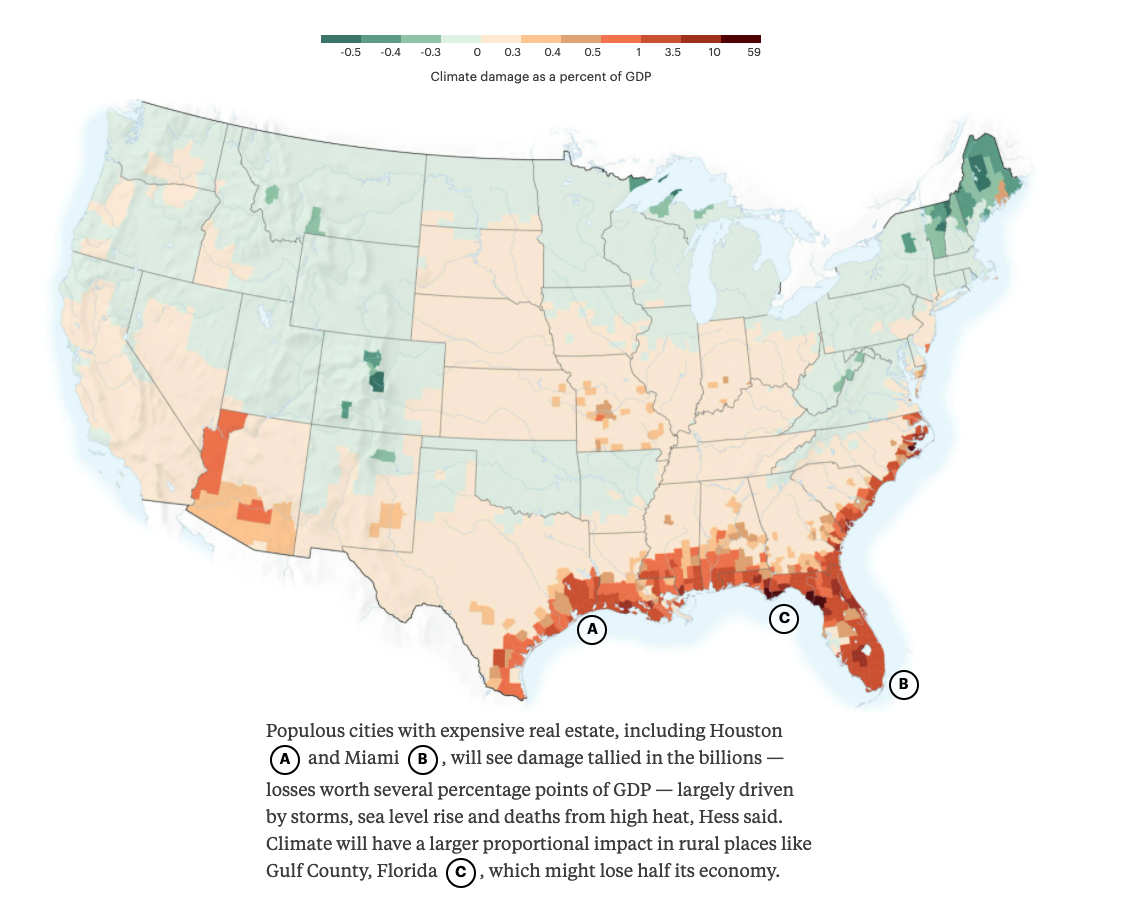 -0.5 -0.4 -0.3 0 0.3 0.4 0.5 1 3.5 10 59
Climate damage as a percent of GDP
A
C
B
Populous cities with expensive real estate, including Houston
A and Miami B, will see damage tallied in the billions —
losses worth several percentage points of GDP — largely driven
by storms, sea level rise and deaths from high heat, Hess said.
Climate will have a larger proportional impact in rural places like
Gulf County, Florida C, which might lose half its economy.